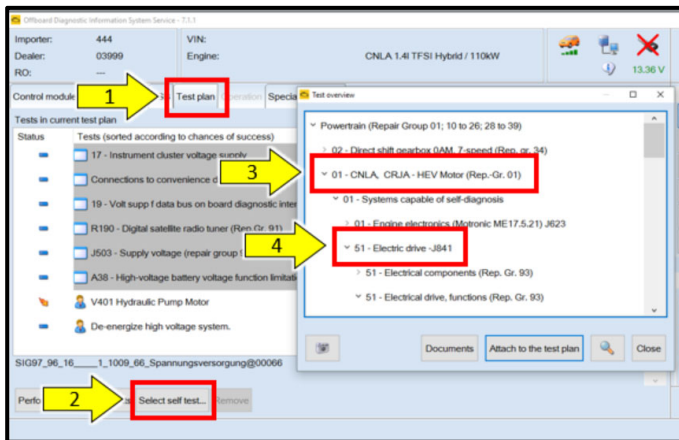 Offboard Diagnostic Information System Service - 7.1.1
Importer: 444 VIN:
Dealer: 03999 Engine: CNLA 1.4l TFSI Hybrid / 110kW
RO: ---
13.36 V
Control module
1
Test plan
Operation
Specia
Tests in current test plan
Status Tests (sorted according to chances of success)
17 - Instrument cluster voltage supply
Connections to convenience d
19 - Volt supp f data bus on board diagnostic inter
R190 - Digital satellite radio tuner (Rep.Gr. 91)
J503 - Supply voltage (repair group 9
A38 - High-voltage battery voltage function limitati
V401 Hydraulic Pump Motor
De-energize high voltage system.
SIG97_96_16____1_1009_66_Spannungsversorgung@00066
Perfo
2
Select self test...
Remove
Test overview
Powertrain (Repair Group 01; 10 to 26; 28 to 39)
02 - Direct shift gearbox 0AM, 7-speed (Rep. gr. 34)
3
01 - CNLA, CRJA - HEV Motor (Rep.-Gr. 01)
01 - Systems capable of self-diagnosis
01 - Engine electronics (Motronic ME17.5.21) J623
4
51 - Electric drive -J841
51 - Electrical components (Rep. Gr. 93)
51 - Electrical drive, functions (Rep. Gr. 93)
Documents
Attach to the test plan
Close